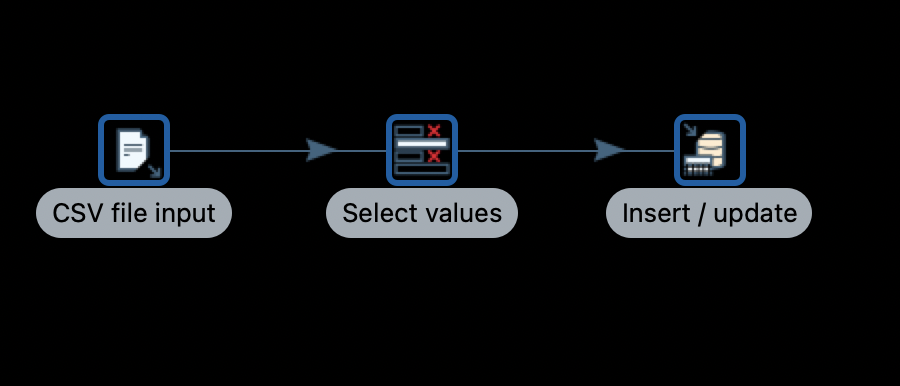 CSV file input
Select values
Insert / update